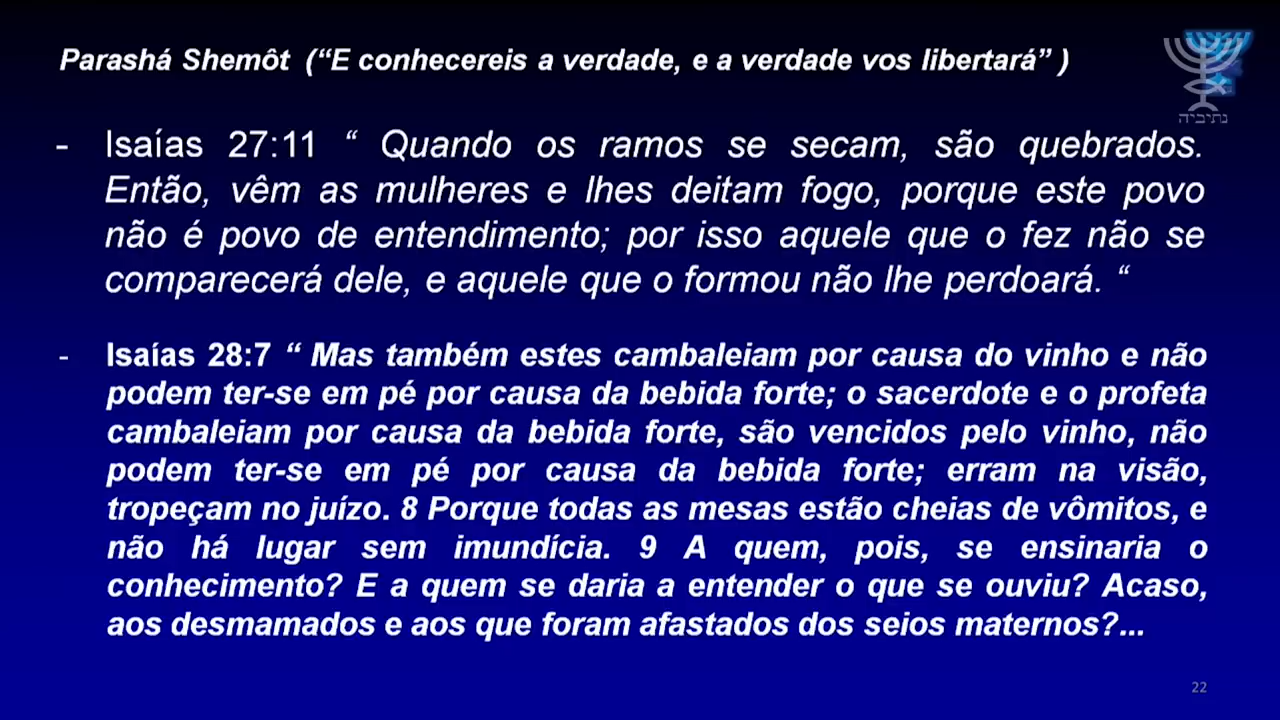 Parashá Shemôt (“E conhecereis a verdade, e a verdade vos libertará” )
נתיביה
- Isaías 27:11 “ Quando os ramos se secam, são quebrados.
Então, vêm as mulheres e lhes deitam fogo, porque este povo
não é povo de entendimento; por isso aquele que o fez não se
comparecerá dele, e aquele que o formou não lhe perdoará. “
- Isaías 28:7 “ Mas também estes cambaleiam por causa do vinho e não
podem ter-se em pé por causa da bebida forte; o sacerdote e o profeta
cambaleiam por causa da bebida forte, são vencidos pelo vinho, não
podem ter-se em pé por causa da bebida forte; erram na visão,
tropeçam no juízo. 8 Porque todas as mesas estão cheias de vômitos, e
não há lugar sem imundícia. 9 A quem, pois, se ensinaria o
conhecimento? E a quem se daria a entender o que se ouviu? Acaso,
aos desmamados e aos que foram afastados dos seios maternos?...
22